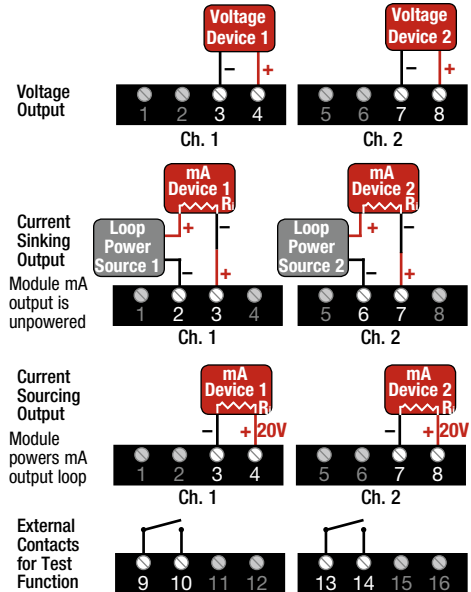 Voltage
Device 1
Voltage
Device 2
Voltage
Output
–
+
–
+
1 2 3 4
5 6 7 8
Ch. 1
Ch. 2
Current
Sinking
Output
Module mA
output is
unpowered
mA
Device 1
Ri
Loop
Power
Source 1
+
–
–
+
1 2 3 4
Ch. 1
mA
Device 2
Ri
Loop
Power
Source 2
+
–
–
+
5 6 7 8
Ch. 2
Current
Sourcing
Output
Module
powers mA
output loop
mA
Device 1
Ri
– + 20V
1 2 3 4
Ch. 1
mA
Device 2
Ri
– + 20V
5 6 7 8
Ch. 2
External
Contacts
for Test
Function
9 10 11 12
13 14 15 16